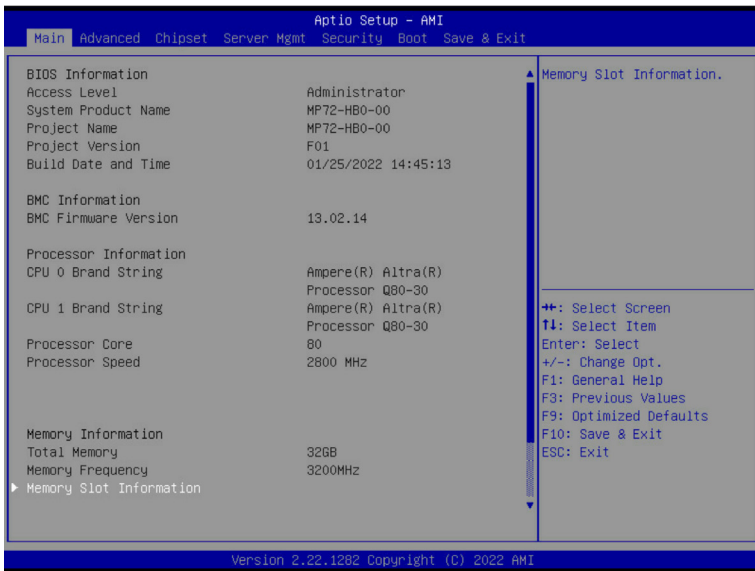 Aptio Setup - AMI
Main Advanced Chipset Server Mgmt Security Boot Save & Exit
BIOS Information
Access Level Administrator
System Product Name MP72-HB0-00
Project Name MP72-HB0-00
Project Version F01
Build Date and Time 01/25/2022 14:45:13
BMC Information
BMC Firmware Version 13.02.14
Processor Information
CPU 0 Brand String Ampere(R) Altra(R)
Processor Q80-30
CPU 1 Brand String Ampere(R) Altra(R)
Processor Q80-30
Processor Core 80
Processor Speed 2800 MHz
Memory Information
Total Memory 32GB
Memory Frequency 3200MHz
Memory Slot Information
Memory Slot Information.
→←: Select Screen
↑↓: Select Item
Enter: Select
+/-: Change Opt.
F1: General Help
F3: Previous Values
F9: Optimized Defaults
F10: Save & Exit
ESC: Exit
Version 2.22.1282 Copyright (C) 2022 AMI